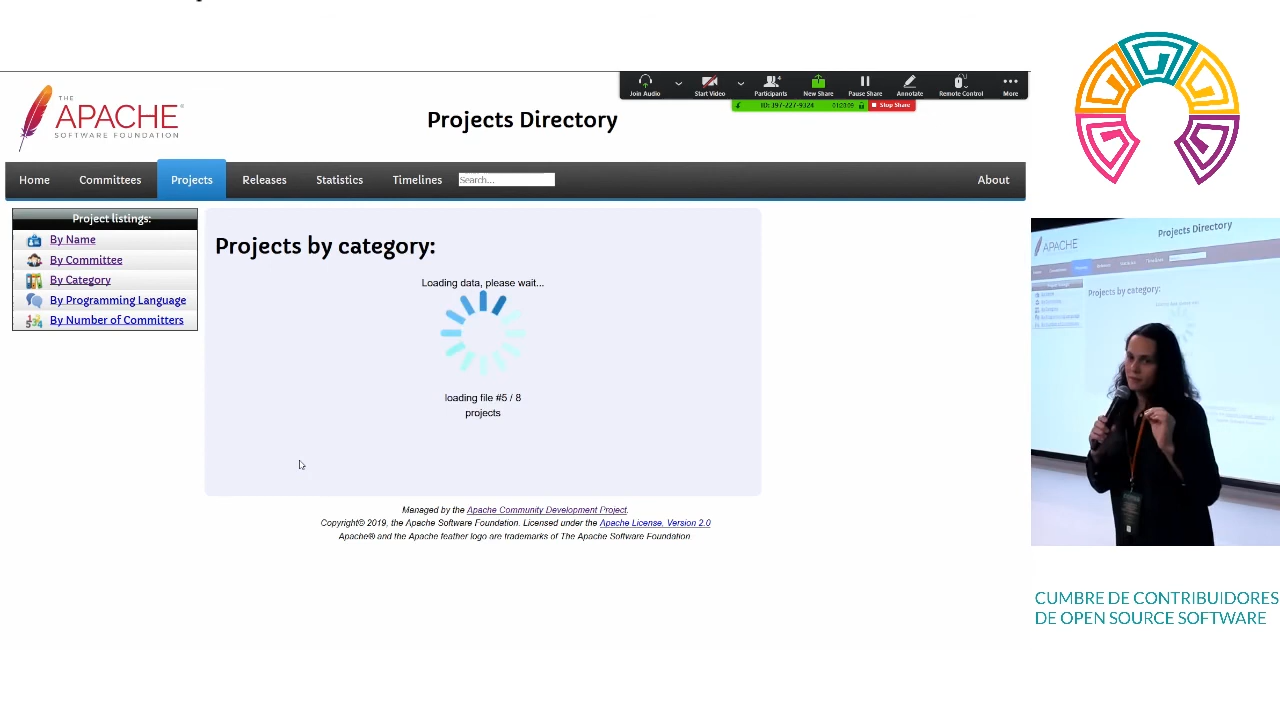 THE
APACHE®
SOFTWARE FOUNDATION
Projects Directory
Join Audio
Start Video
Participants
4
New Share
Pause Share
Annotate
Remote Control
More
ID: 397-227-9324
Stop Share
Home
Committees
Projects
Releases
Statistics
Timelines
Search...
About
Project listings:
By Name
By Committee
By Category
By Programming Language
By Number of Committers
Projects by category:
Loading data, please wait...
loading file #5 / 8
projects
Managed by the Apache Community Development Project.
Copyright© 2019, the Apache Software Foundation. Licensed under the Apache License, Version 2.0
Apache® and the Apache feather logo are trademarks of The Apache Software Foundation
APACHE
Projects Directory
Projects by category:
CUMBRE DE CONTRIBUIDORES
DE OPEN SOURCE SOFTWARE